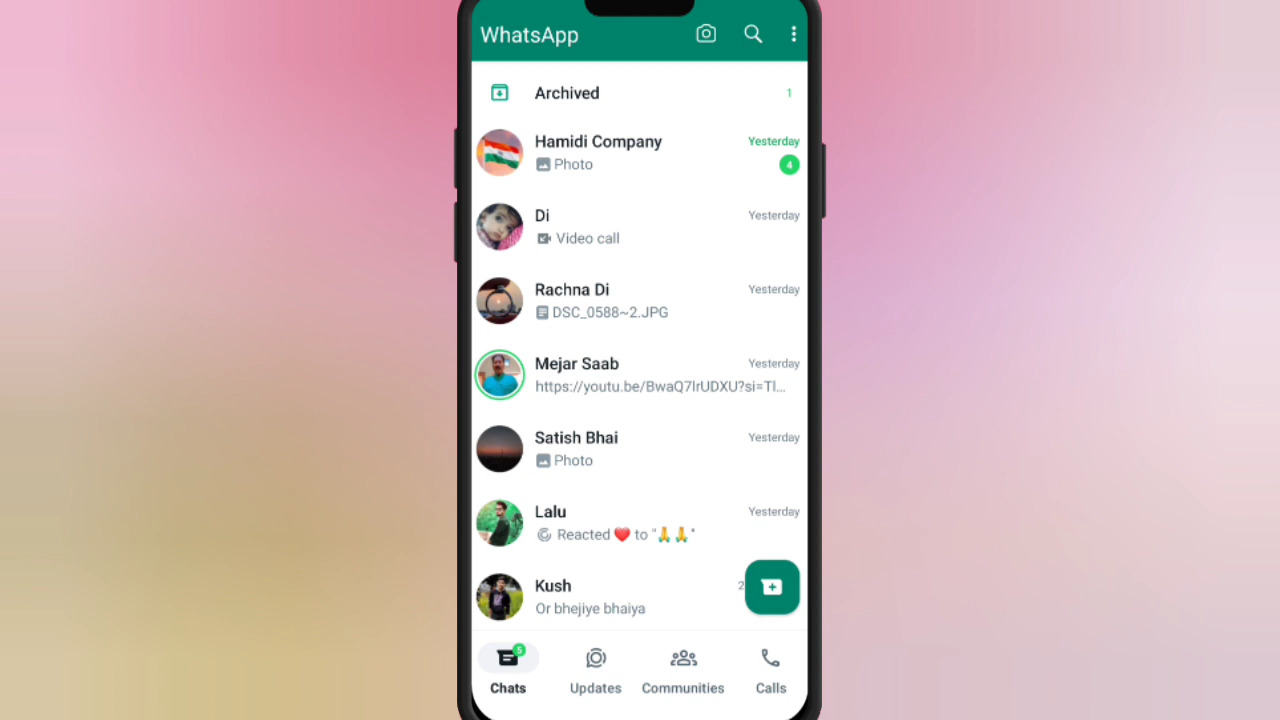 WhatsApp
Archived 1
Hamidi Company Yesterday
Photo 4
Di Yesterday
Video call
Rachna Di Yesterday
DSC_0588~2.JPG
Mejar Saab Yesterday
https://youtu.be/BwaQ7lrUDXU?si=Tl...
Satish Bhai Yesterday
Photo
Lalu Yesterday
Reacted ❤️ to "🙏🙏"
Kush 2
Or bhejiye bhaiya
5
Chats Updates Communities Calls